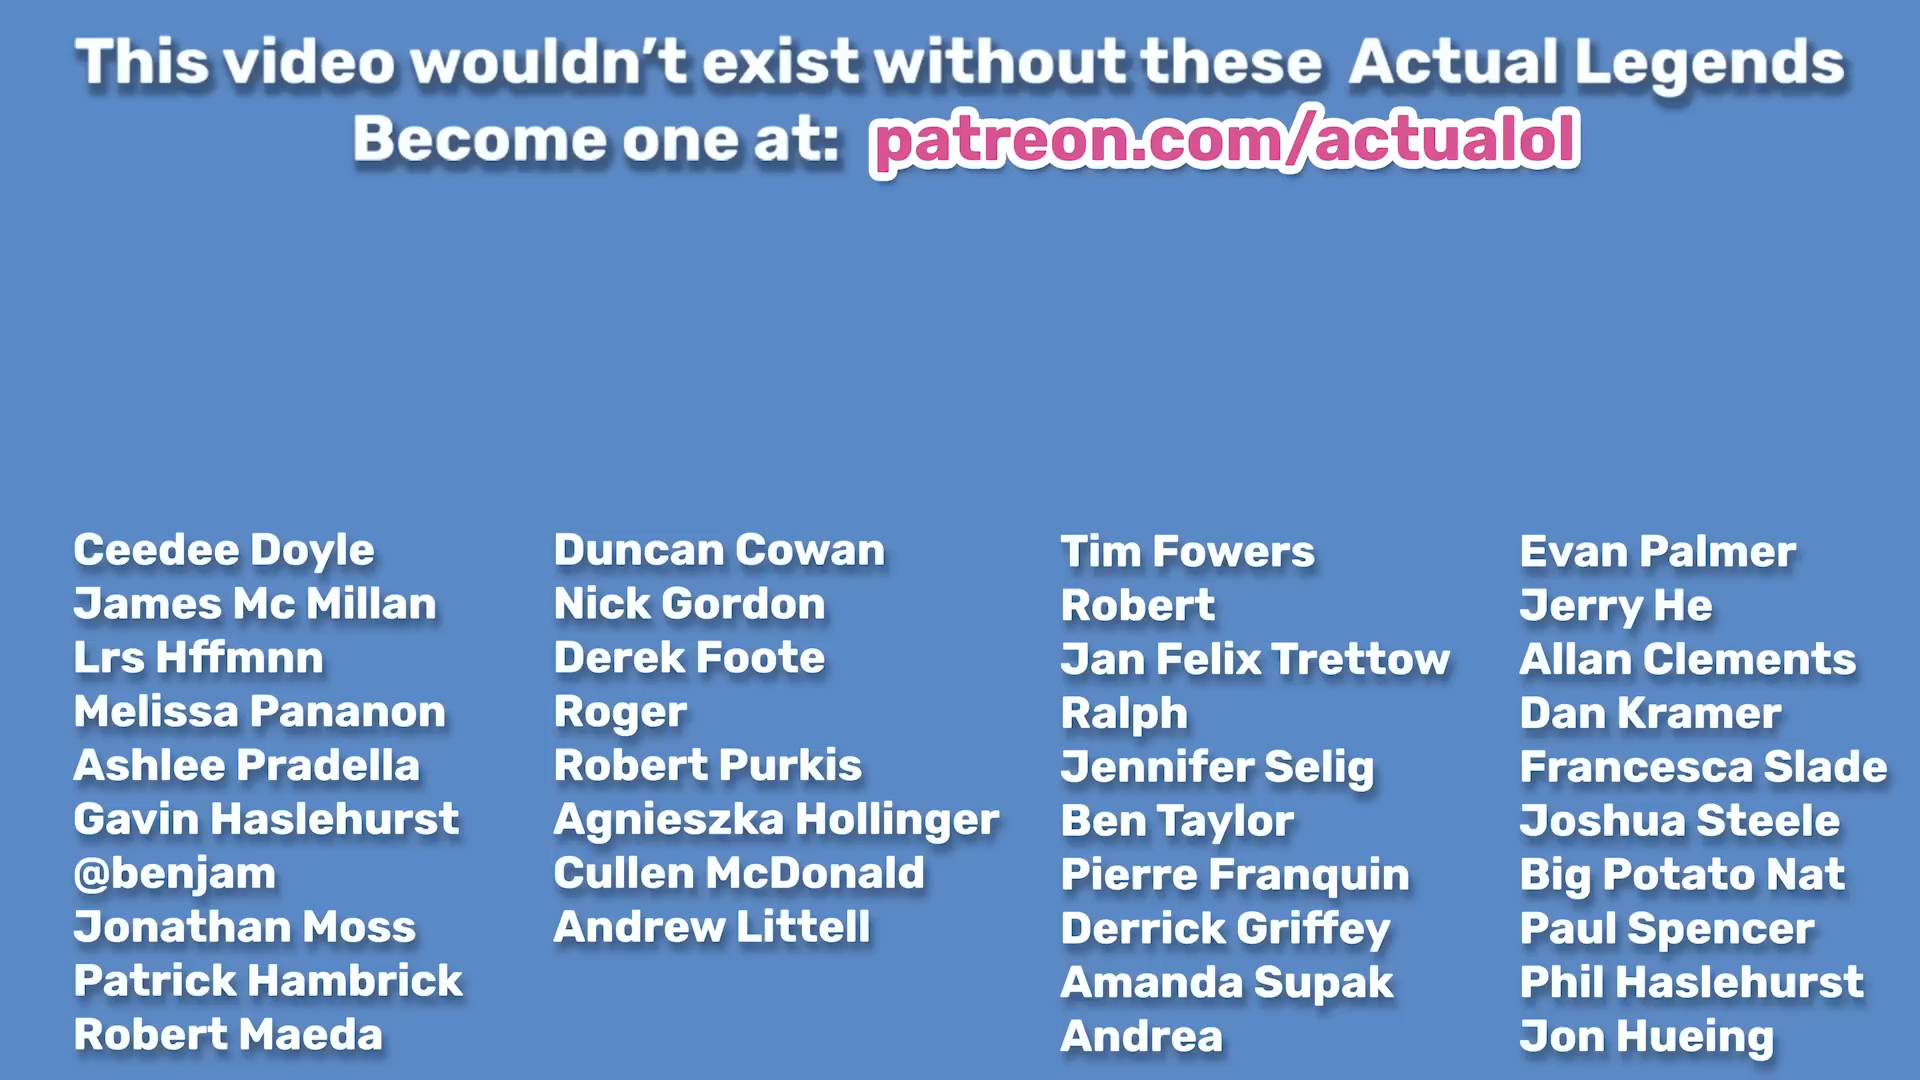 This video wouldn’t exist without these Actual Legends
Become one at: patreon.com/actualol
Ceedee Doyle
James Mc Millan
Lrs Hffmnn
Melissa Pananon
Ashlee Pradella
Gavin Haslehurst
@benjam
Jonathan Moss
Patrick Hambrick
Robert Maeda
Duncan Cowan
Nick Gordon
Derek Foote
Roger
Robert Purkis
Agnieszka Hollinger
Cullen McDonald
Andrew Littell
Tim Fowers
Robert
Jan Felix Trettow
Ralph
Jennifer Selig
Ben Taylor
Pierre Franquin
Derrick Griffey
Amanda Supak
Andrea
Evan Palmer
Jerry He
Allan Clements
Dan Kramer
Francesca Slade
Joshua Steele
Big Potato Nat
Paul Spencer
Phil Haslehurst
Jon Hueing